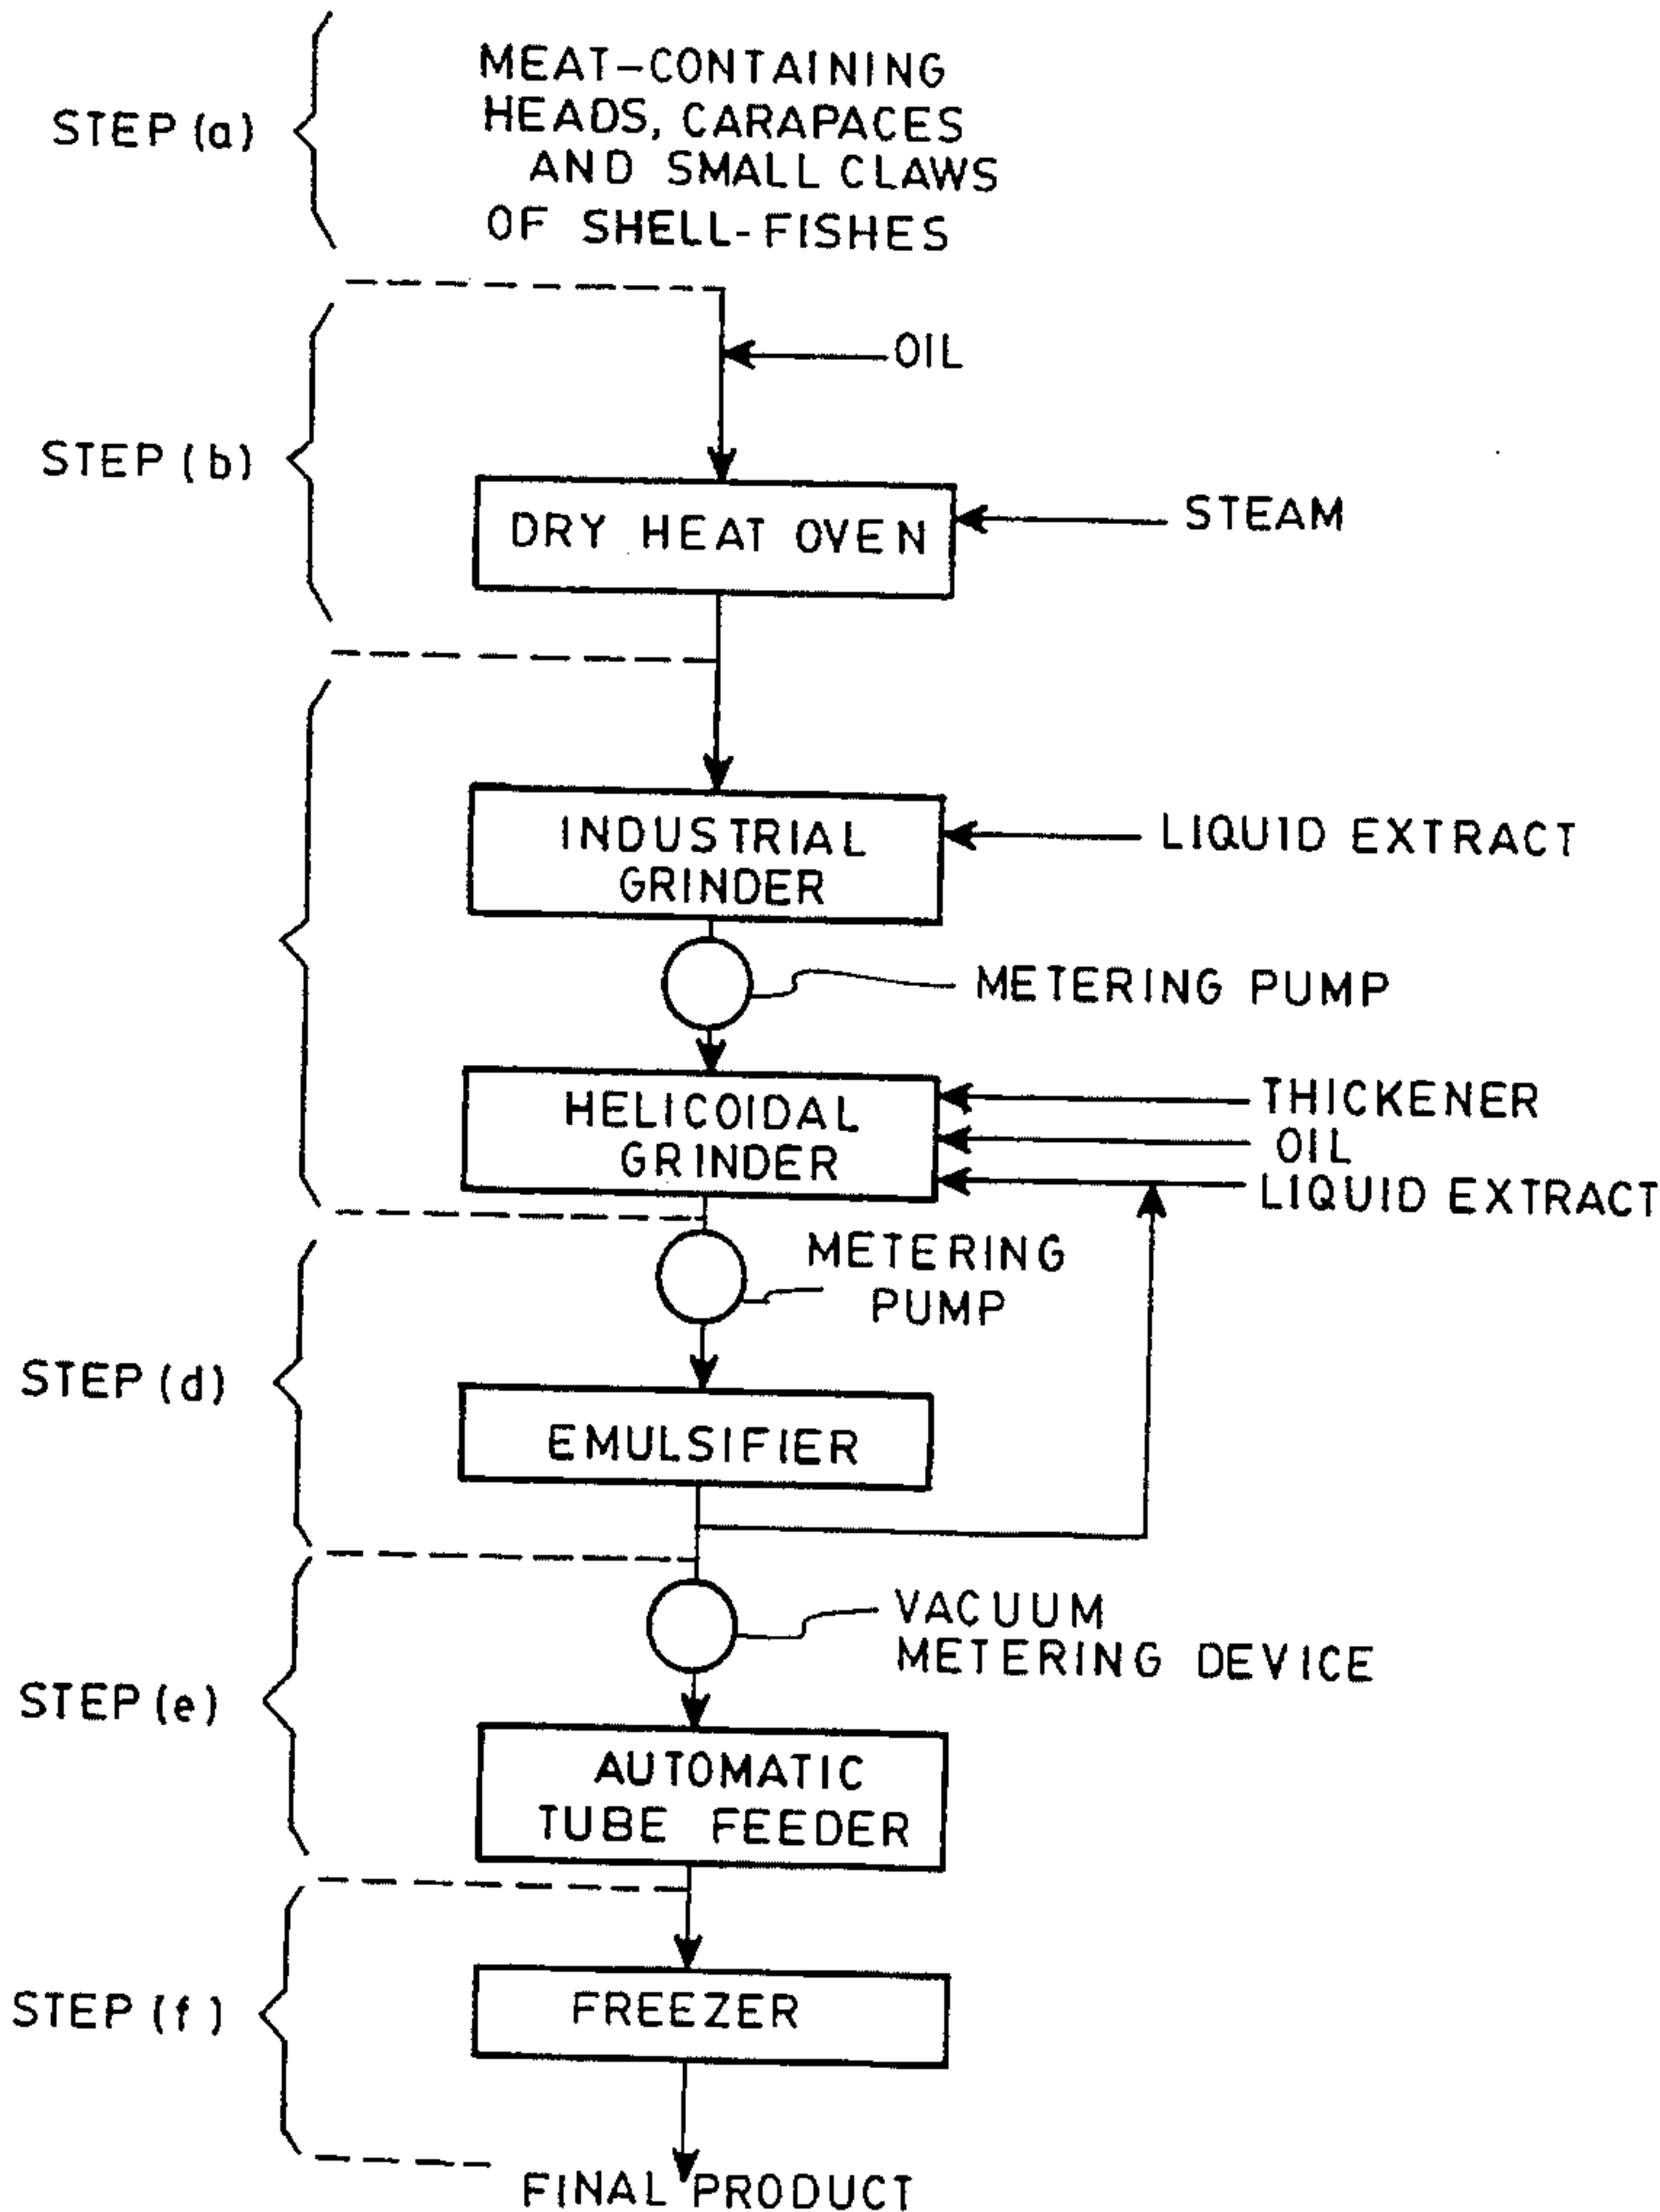 STEP (a)
MEAT-CONTAINING
HEADS, CARAPACES
AND SMALL CLAWS
OF SHELL-FISHES
OIL
STEP (b)
DRY HEAT OVEN
STEAM
INDUSTRIAL
GRINDER
LIQUID EXTRACT
METERING PUMP
HELICOIDAL
GRINDER
THICKENER
OIL
LIQUID EXTRACT
METERING
PUMP
STEP (d)
EMULSIFIER
VACUUM
METERING DEVICE
STEP (e)
AUTOMATIC
TUBE FEEDER
STEP (f)
FREEZER
FINAL PRODUCT